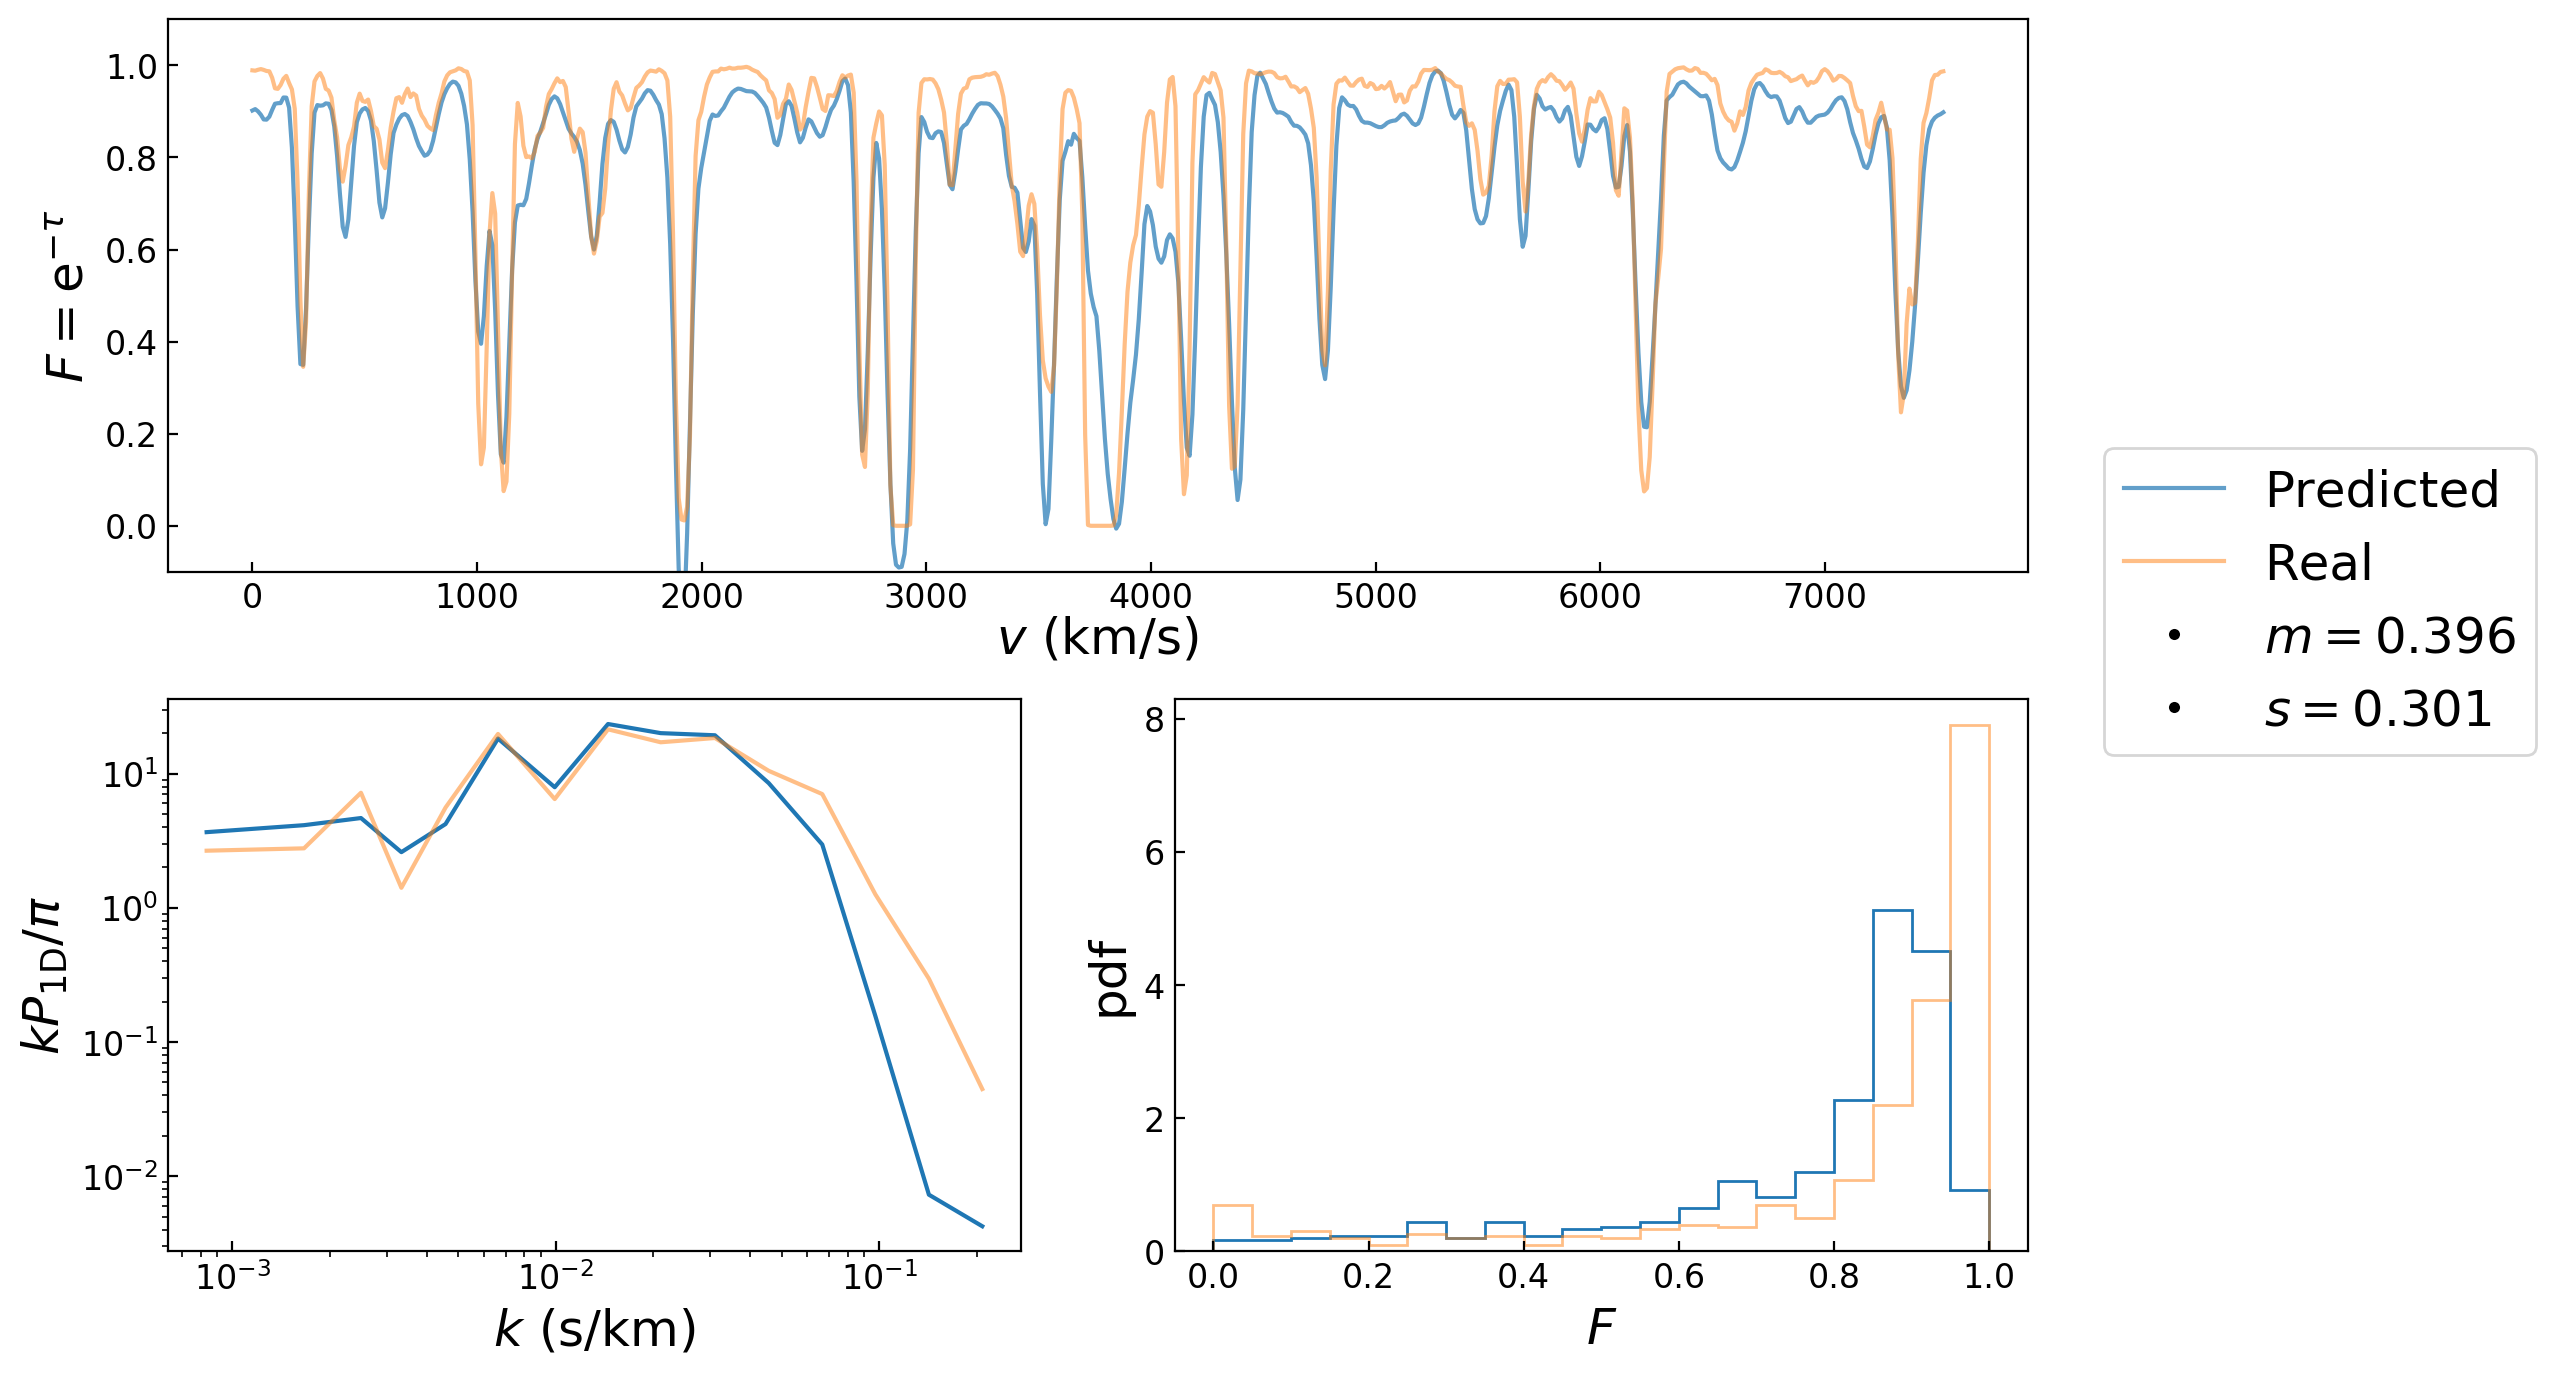 1.0
0.8
0.6
0.4
0.2
0.0
F = e^{−τ}
0 1000 2000 3000 4000 5000 6000 7000
v (km/s)
Predicted
Real
m = 0.396
s = 0.301
10^1
10^0
10^{−1}
10^{−2}
kP_{1D}/π
10^{−3} 10^{−2} 10^{−1}
k (s/km)
8
6
4
2
0
pdf
0.0 0.2 0.4 0.6 0.8 1.0
F